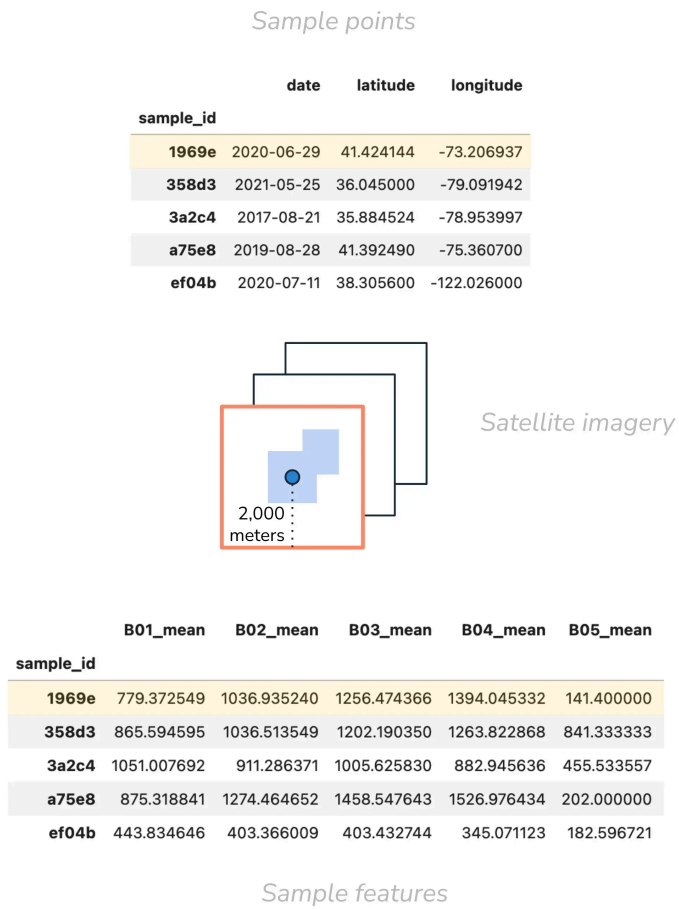 Sample points
date latitude longitude
sample_id
1969e 2020-06-29 41.424144 -73.206937
358d3 2021-05-25 36.045000 -79.091942
3a2c4 2017-08-21 35.884524 -78.953997
a75e8 2019-08-28 41.392490 -75.360700
ef04b 2020-07-11 38.305600 -122.026000
Satellite imagery
2,000
meters
B01_mean B02_mean B03_mean B04_mean B05_mean
sample_id
1969e 779.372549 1036.935240 1256.474366 1394.045332 141.400000
358d3 865.594595 1036.513549 1202.190350 1263.822868 841.333333
3a2c4 1051.007692 911.286371 1005.625830 882.945636 455.533557
a75e8 875.318841 1274.464652 1458.547643 1526.976434 202.000000
ef04b 443.834646 403.366009 403.432744 345.071123 182.596721
Sample features